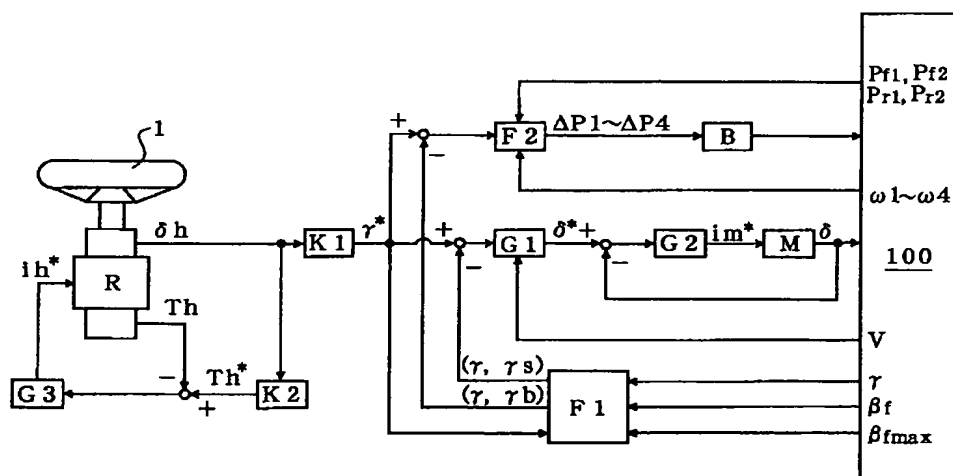 Pf1, Pf2
Pr1, Pr2
+
−
F2
ΔP1~ΔP4
B
1
ω1~ω4
δh
K1
γ*
+
−
G1
δ*+
−
G2
im*
M
δ
100
ih*
R
Th
V
(γ, γs)
(γ, γb)
F1
γ
βf
βfmax
G3
−
+
Th*
K2